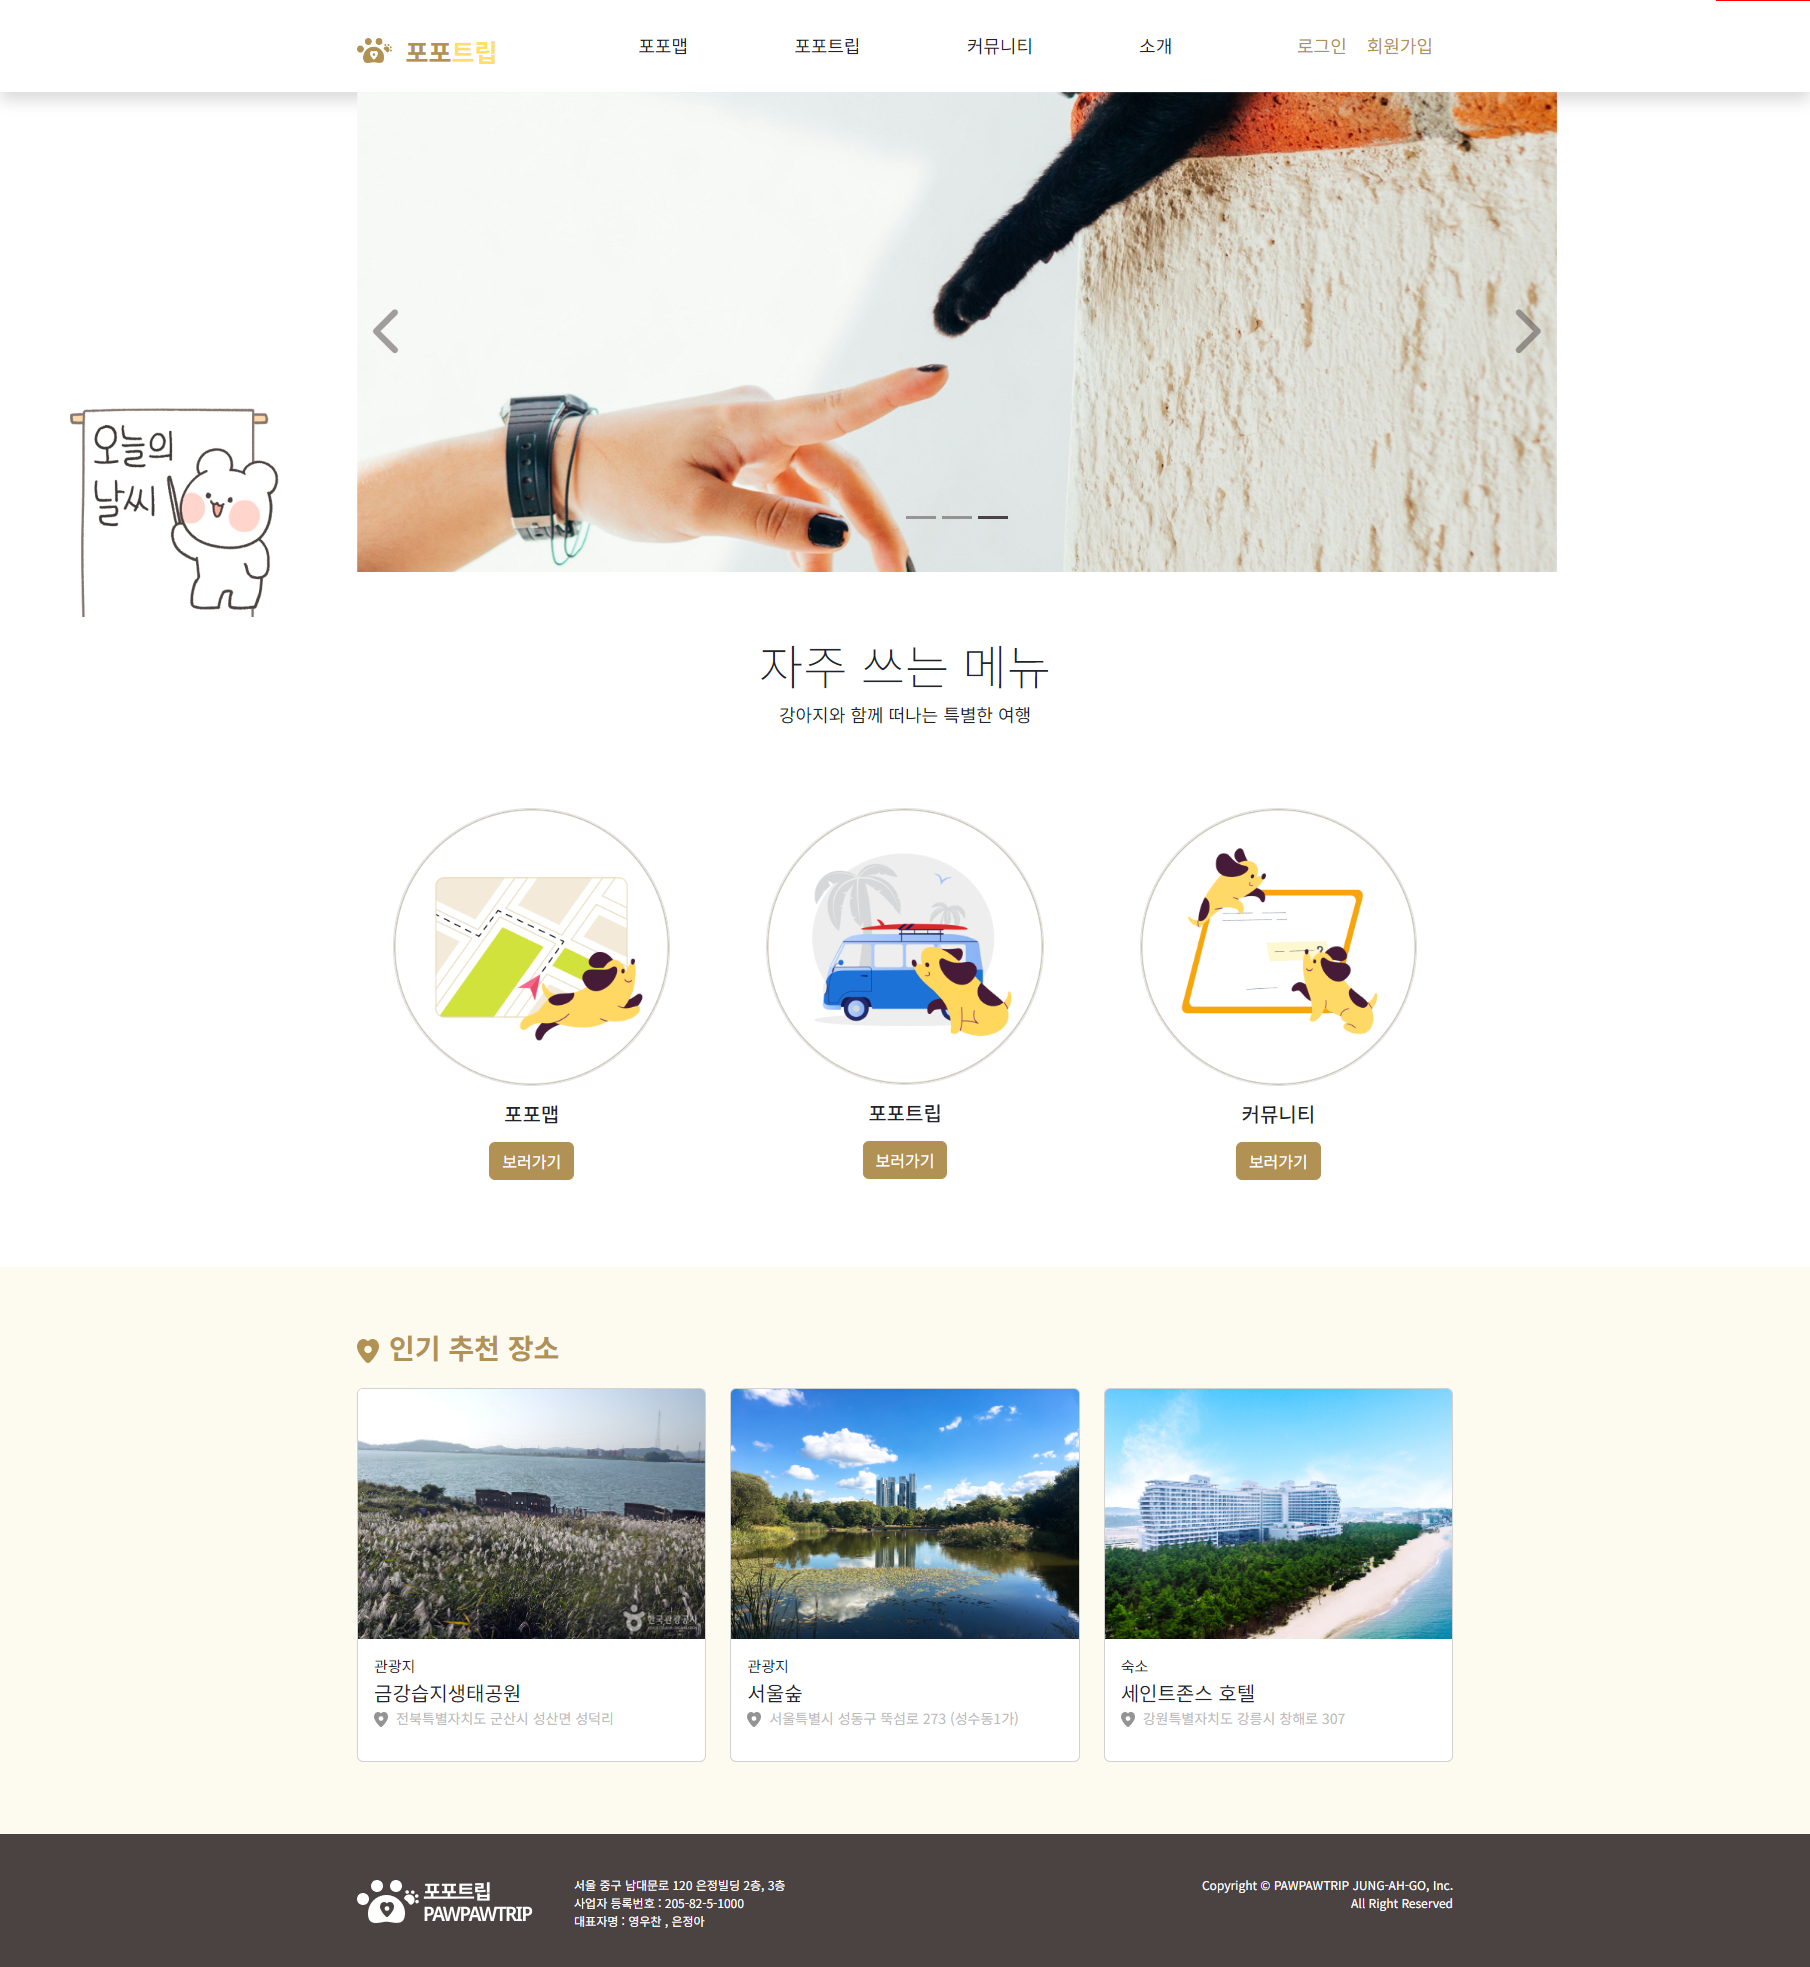 포포트립
포포맵
포포트립
커뮤니티
소개
로그인
회원가입
오늘의
날씨
자주 쓰는 메뉴
강아지와 함께 떠나는 특별한 여행
?
포포맵
보러가기
포포트립
보러가기
커뮤니티
보러가기
인기 추천 장소
한국관광공사
관광지
금강습지생태공원
전북특별자치도 군산시 성산면 성덕리
관광지
서울숲
서울특별시 성동구 뚝섬로 273 (성수동1가)
숙소
세인트존스 호텔
강원특별자치도 강릉시 창해로 307
포포트립
PAWPAWTRIP
서울 중구 남대문로 120 은정빌딩 2층, 3층
사업자 등록번호 : 205-82-5-1000
대표자명 : 영우찬 , 은정아
Copyright © PAWPAWTRIP JUNG-AH-GO, Inc.
All Right Reserved